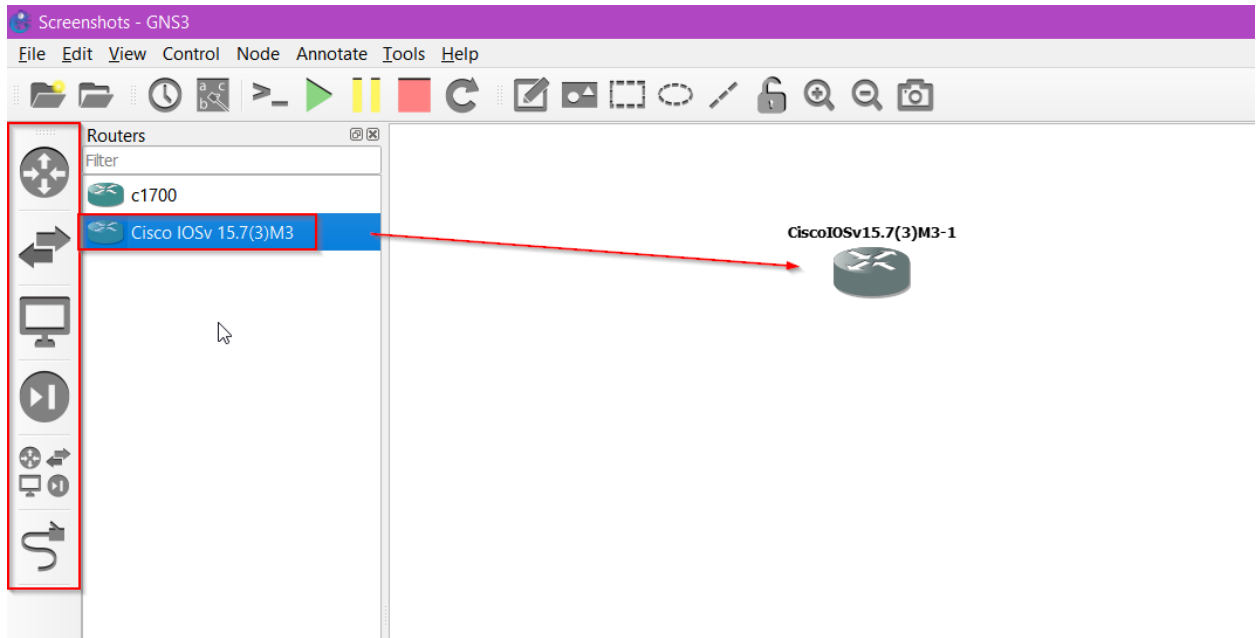 Screenshots - GNS3
File Edit View Control Node Annotate Tools Help
Routers
Filter
c1700
Cisco IOSv 15.7(3)M3
CiscoIOSv15.7(3)M3-1